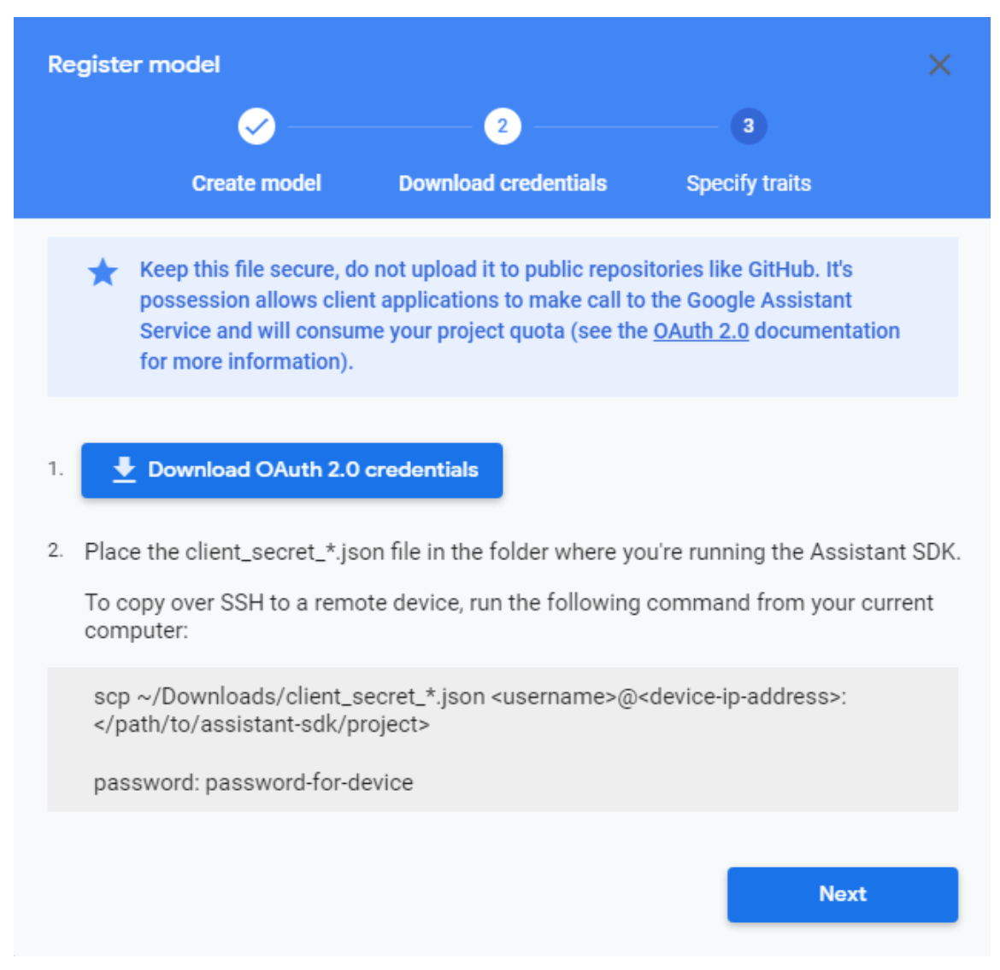 Register model
2
3
Create model
Download credentials
Specify traits
Keep this file secure, do not upload it to public repositories like GitHub. It's
possession allows client applications to make call to the Google Assistant
Service and will consume your project quota (see the OAuth 2.0 documentation
for more information).
1. Download OAuth 2.0 credentials
2. Place the client_secret_*.json file in the folder where you're running the Assistant SDK.
To copy over SSH to a remote device, run the following command from your current
computer:
scp ~/Downloads/client_secret_*.json <username>@<device-ip-address>:
</path/to/assistant-sdk/project>
password: password-for-device
Next